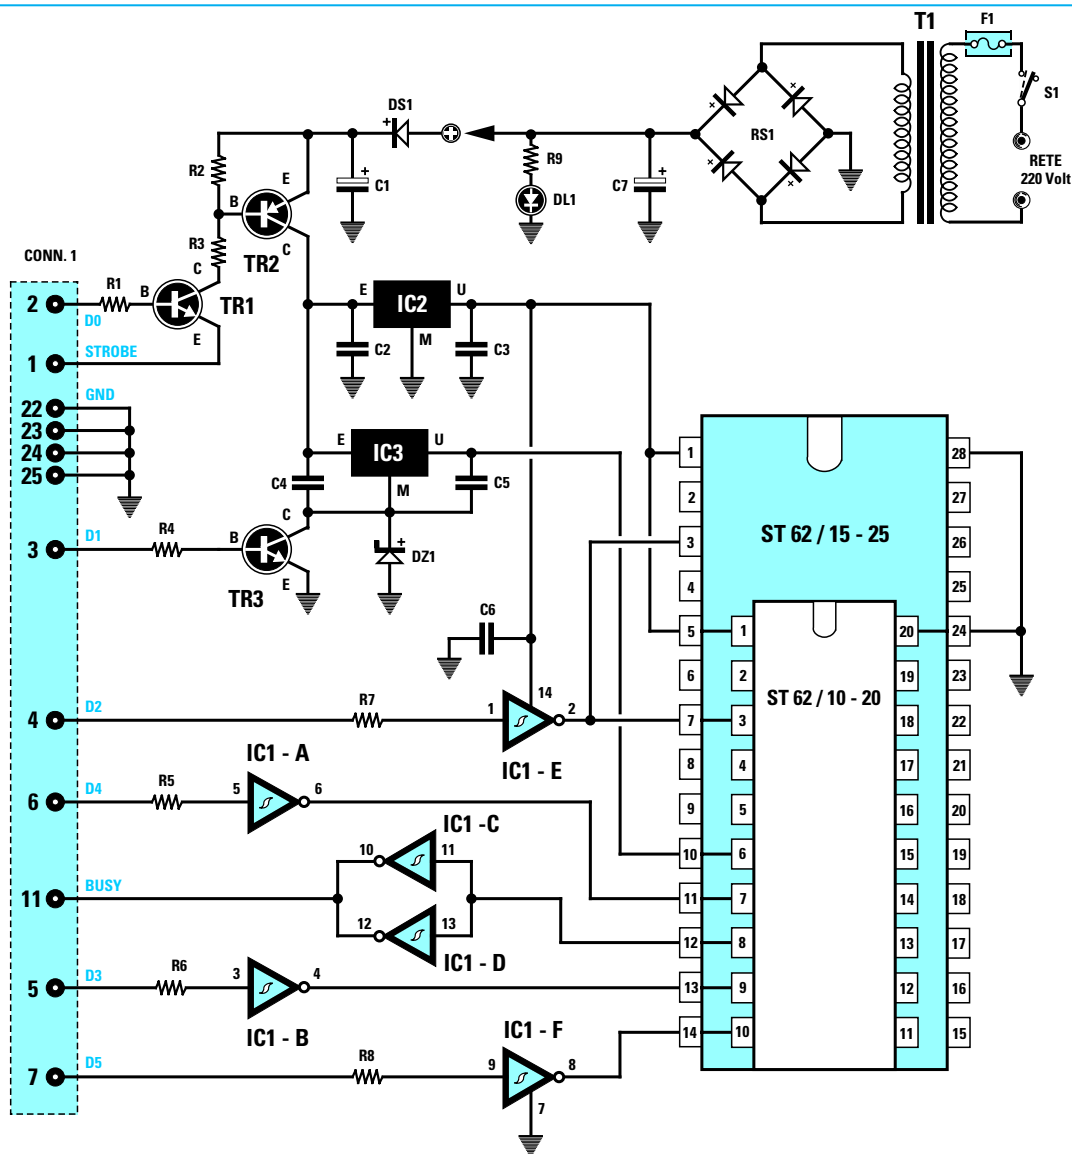 T1
F1
S1
RETE
220 Volt
RS1
DS1
R9
DL1
C7
C1
R2
E
B
C
TR2
R3
CONN. 1
2
D0
R1
B
C
E
TR1
1
STROBE
E
IC2
U
M
C2
C3
22
GND
23
24
25
E
IC3
U
M
C4
C5
3
D1
R4
B
C
E
TR3
DZ1
C6
4
D2
R7
1
14
2
IC1 - E
6
D4
R5
5
IC1 - A
6
11
BUSY
10
IC1 -C
11
12
13
IC1 - D
5
D3
R6
3
4
IC1 - B
7
D5
R8
9
IC1 - F
8
7
ST 62 / 15 - 25
1
2
3
4
5
6
7
8
9
10
11
12
13
14
28
27
26
25
24
23
22
21
20
19
18
17
16
15
ST 62 / 10 - 20
1
2
3
4
5
6
7
8
9
10
20
19
18
17
16
15
14
13
12
11